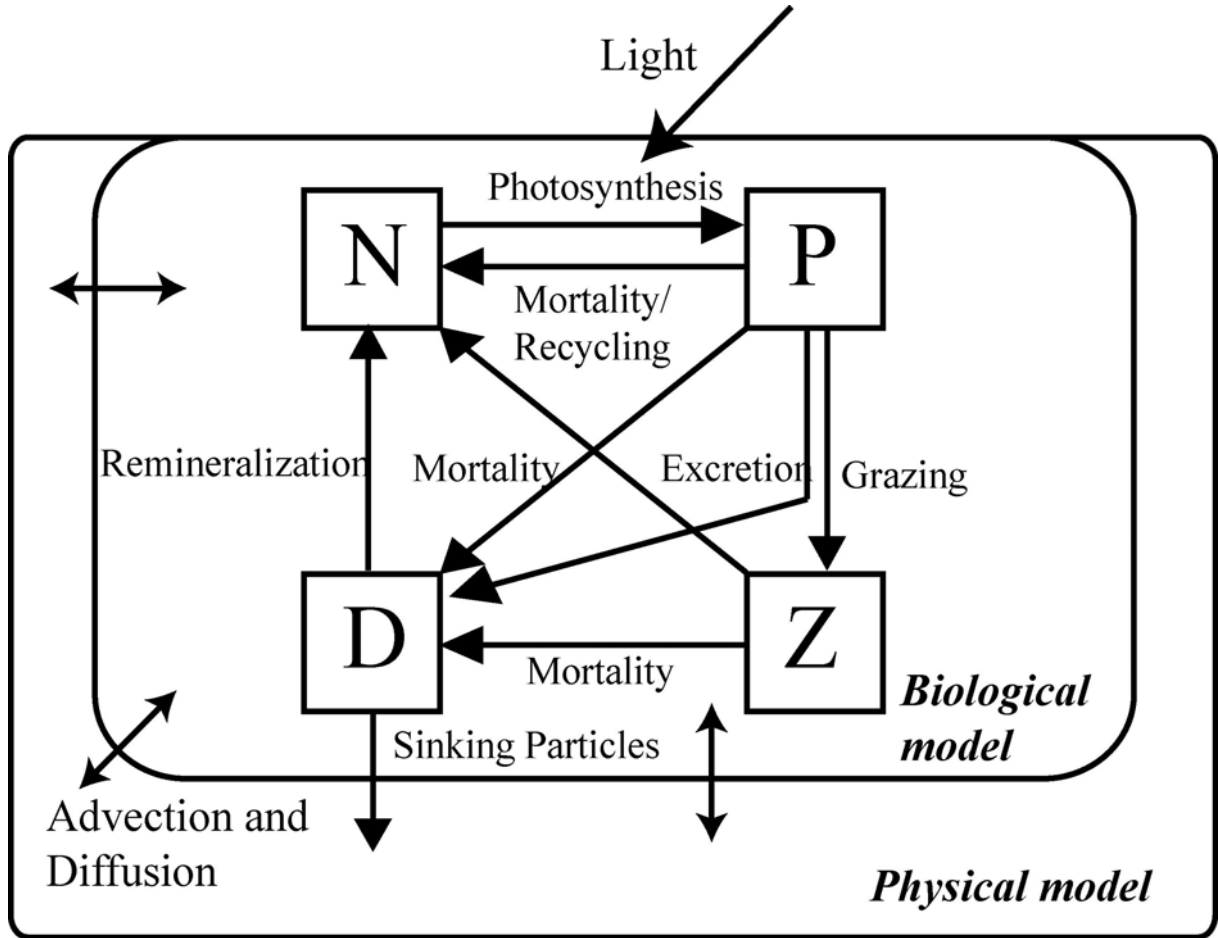 Light
Photosynthesis
N
P
Mortality/
Recycling
Remineralization
Mortality
Excretion
Grazing
D
Z
Mortality
Biological
model
Sinking Particles
Advection and
Diffusion
Physical model